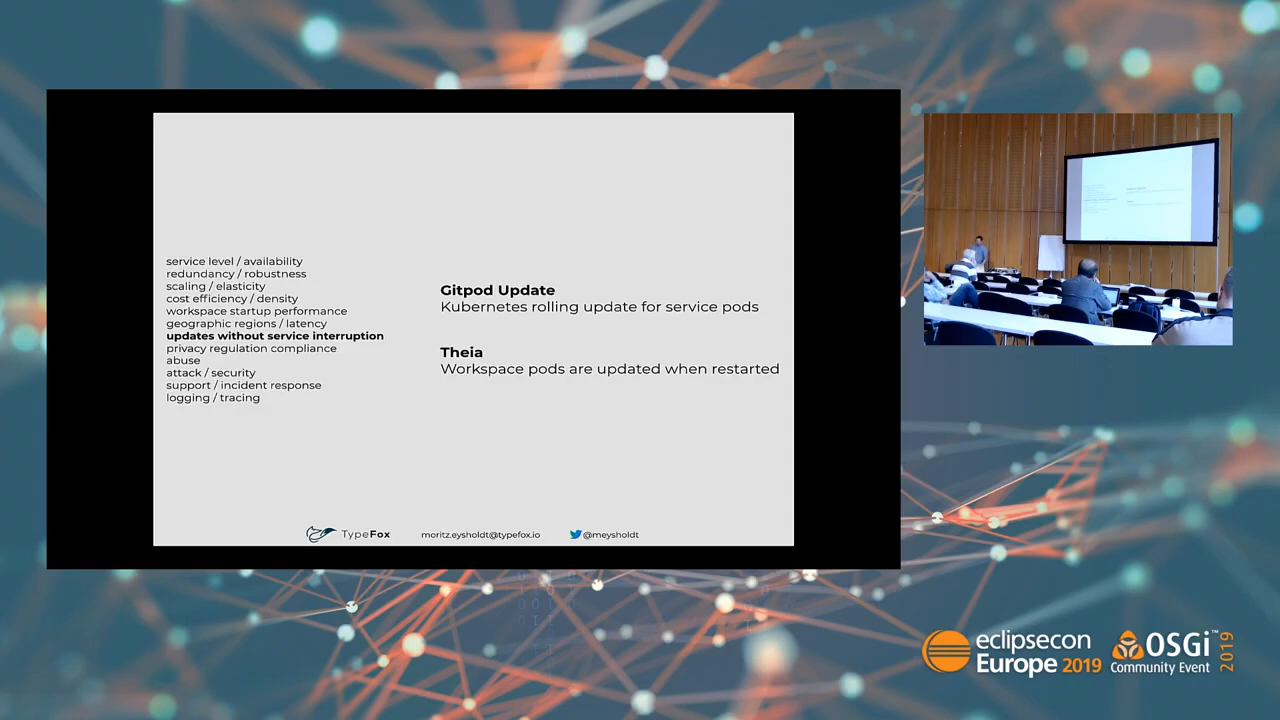 service level / availability
redundancy / robustness
scaling / elasticity
cost efficiency / density
workspace startup performance
geographic regions / latency
updates without service interruption
privacy regulation compliance
abuse
attack / security
support / incident response
logging / tracing
Gitpod Update
Kubernetes rolling update for service pods
Theia
Workspace pods are updated when restarted
TypeFox
moritz.eysholdt@typefox.io
@meysholdt
eclipsecon
Europe 2019
OSGi™
Community Event
2019